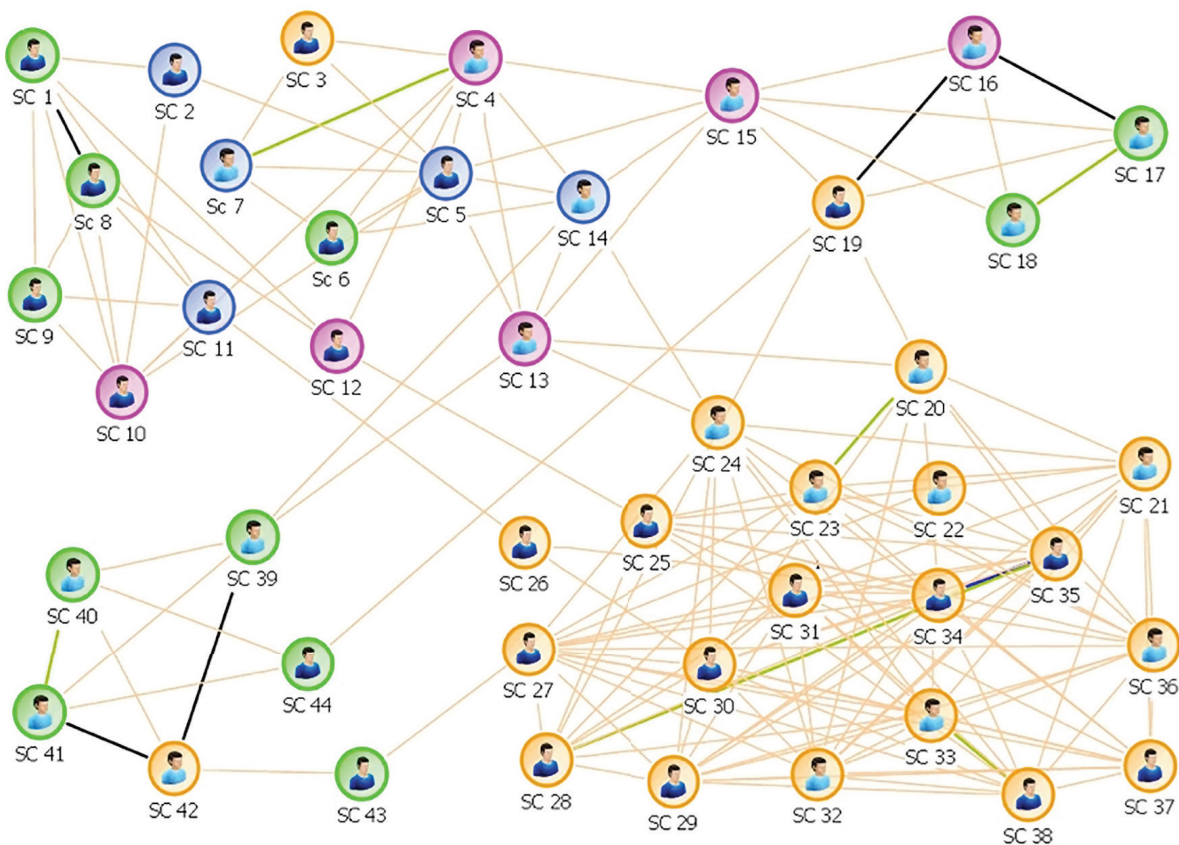 SC 1
SC 2
SC 3
SC 4
SC 15
SC 16
SC 17
Sc 8
Sc 7
SC 5
SC 14
SC 19
SC 18
Sc 6
SC 9
SC 11
SC 12
SC 13
SC 10
SC 20
SC 24
SC 23
SC 22
SC 21
SC 25
SC 26
SC 39
SC 35
SC 40
SC 31
SC 34
SC 44
SC 27
SC 30
SC 36
SC 41
SC 33
SC 42
SC 43
SC 28
SC 29
SC 32
SC 37
SC 38